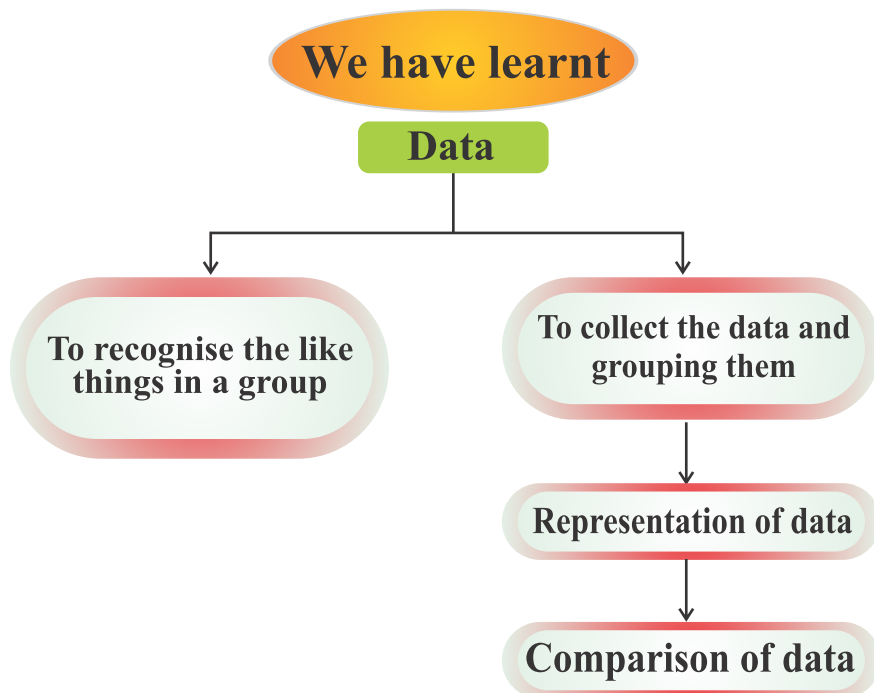 We have learnt
Data
To recognise the like
things in a group
To collect the data and
grouping them
Representation of data
Comparison of data